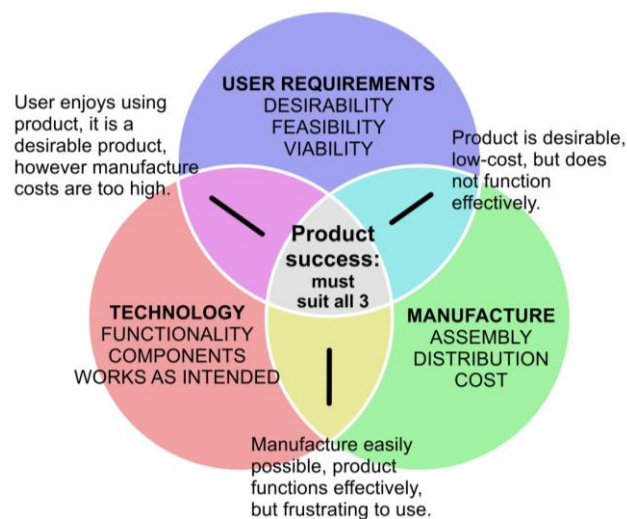 USER REQUIREMENTS
DESIRABILITY
FEASIBILITY
VIABILITY
User enjoys using
product, it is a
desirable product,
however manufacture
costs are too high.
Product is desirable,
low-cost, but does
not function
effectively.
Product
success:
must
suit all 3
TECHNOLOGY
FUNCTIONALITY
COMPONENTS
WORKS AS INTENDED
MANUFACTURE
ASSEMBLY
DISTRIBUTION
COST
Manufacture easily
possible, product
functions effectively,
but frustrating to use.